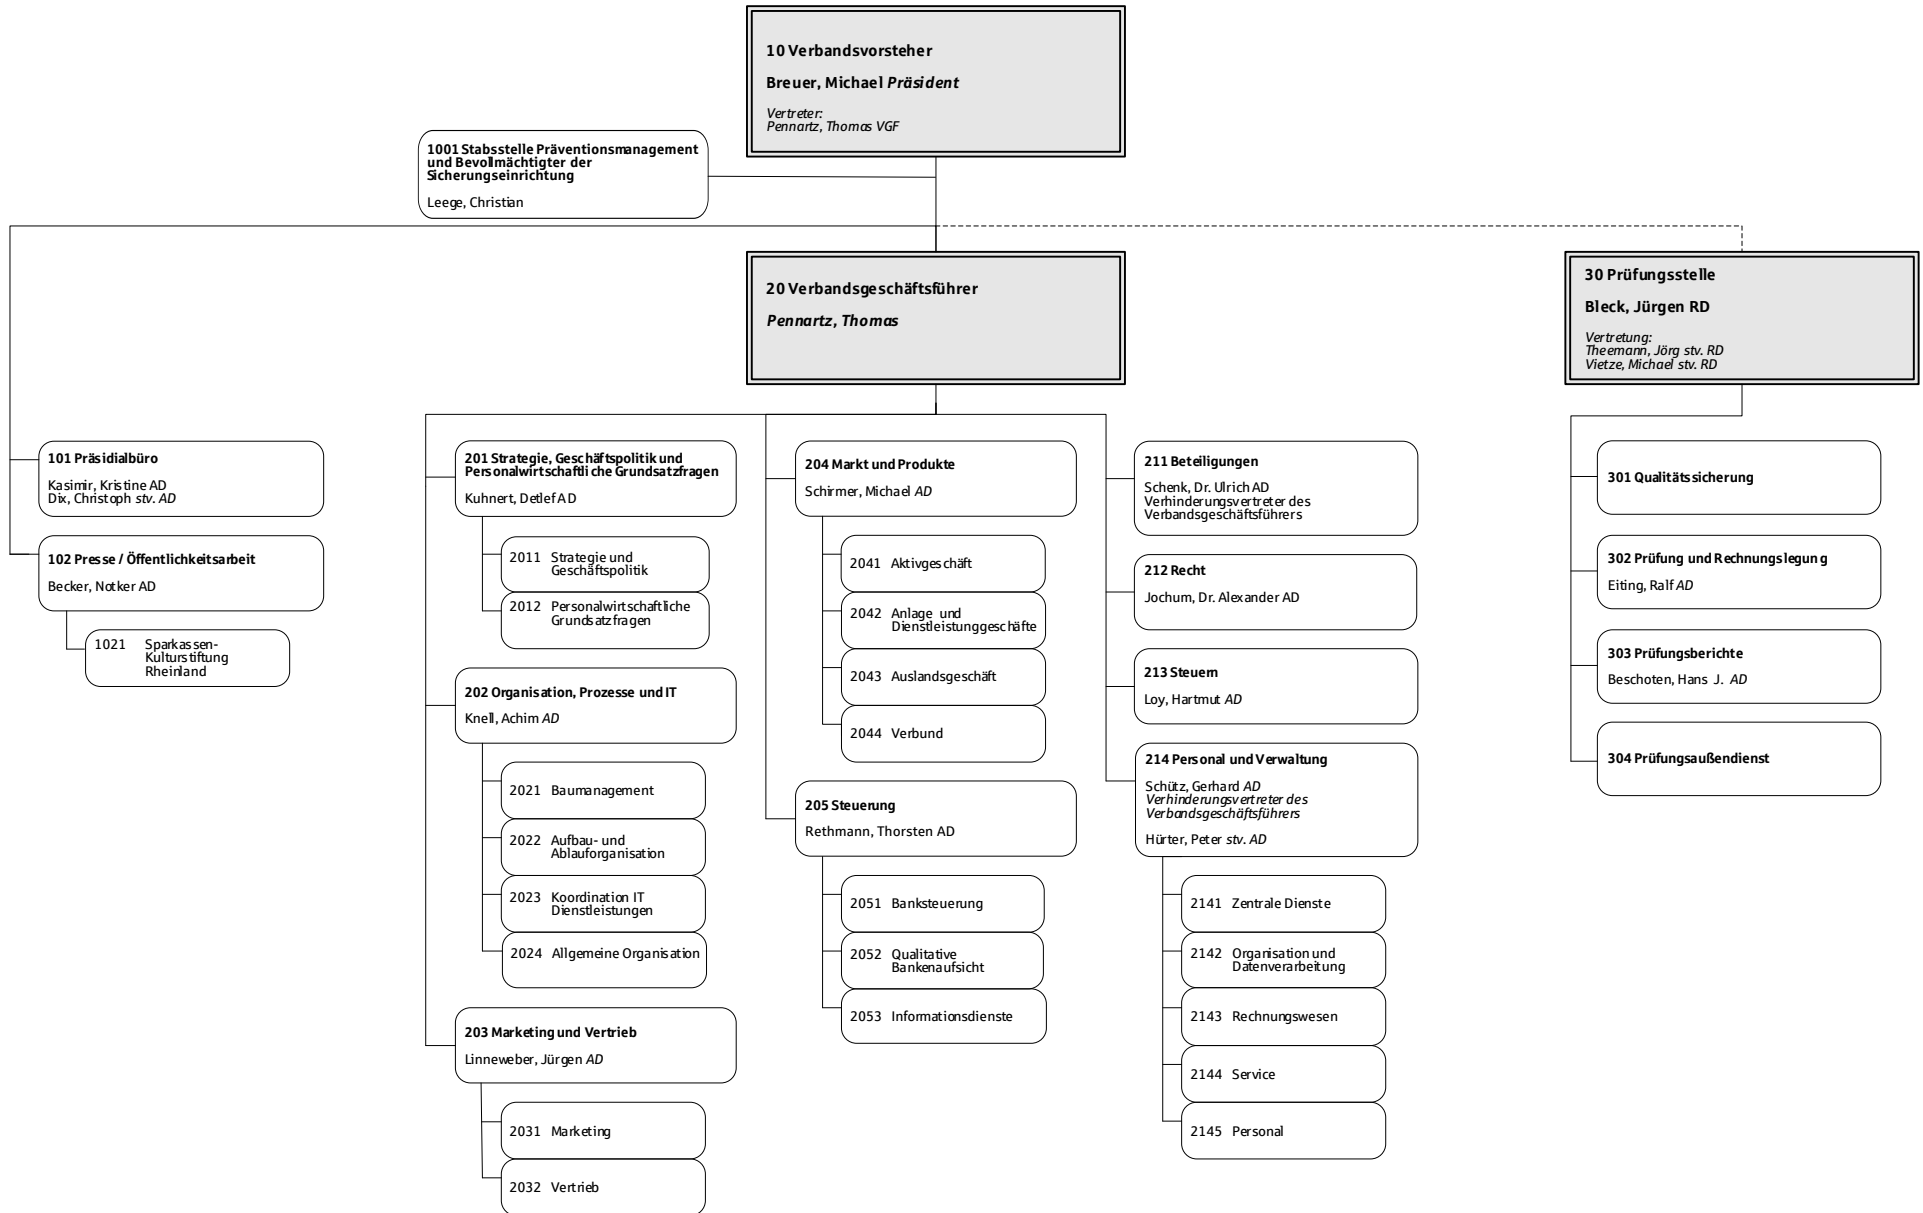 10 Verbandsvorsteher
Breuer, Michael Präsident
Vertreter:
Pennartz, Thomas VGF
1001 Stabsstelle Präventionsmanagement
und Bevollmächtigter der
Sicherungseinrichtung
Leege, Christian
20 Verbandsgeschäftsführer
Pennartz, Thomas
30 Prüfungsstelle
Bleck, Jürgen RD
Vertretung:
Theemann, Jörg stv. RD
Vietze, Michael stv. RD
101 Präsidialbüro
Kasimir, Kristine AD
Dix, Christoph stv. AD
102 Presse / Öffentlichkeitsarbeit
Becker, Notker AD
1021 Sparkassen-
Kulturstiftung
Rheinland
201 Strategie, Geschäftspolitik und
Personalwirtschaftliche Grundsatzfragen
Kuhnert, Detlef AD
2011 Strategie und
Geschäftspolitik
2012 Personalwirtschaftliche
Grundsatzfragen
202 Organisation, Prozesse und IT
Knell, Achim AD
2021 Baumanagement
2022 Aufbau- und
Ablauforganisation
2023 Koordination IT
Dienstleistungen
2024 Allgemeine Organisation
203 Marketing und Vertrieb
Linneweber, Jürgen AD
2031 Marketing
2032 Vertrieb
204 Markt und Produkte
Schirmer, Michael AD
2041 Aktivgeschäft
2042 Anlage und
Dienstleistunggeschäfte
2043 Auslandsgeschäft
2044 Verbund
205 Steuerung
Rethmann, Thorsten AD
2051 Banksteuerung
2052 Qualitative
Bankenaufsicht
2053 Informationsdienste
211 Beteiligungen
Schenk, Dr. Ulrich AD
Verhinderungsvertreter des
Verbandsgeschäftsführers
212 Recht
Jochum, Dr. Alexander AD
213 Steuern
Loy, Hartmut AD
214 Personal und Verwaltung
Schütz, Gerhard AD
Verhinderungsvertreter des
Verbandsgeschäftsführers
Hürter, Peter stv. AD
2141 Zentrale Dienste
2142 Organisation und
Datenverarbeitung
2143 Rechnungswesen
2144 Service
2145 Personal
301 Qualitätssicherung
302 Prüfung und Rechnungslegung
Eiting, Ralf AD
303 Prüfungsberichte
Beschoten, Hans J. AD
304 Prüfungsaußendienst